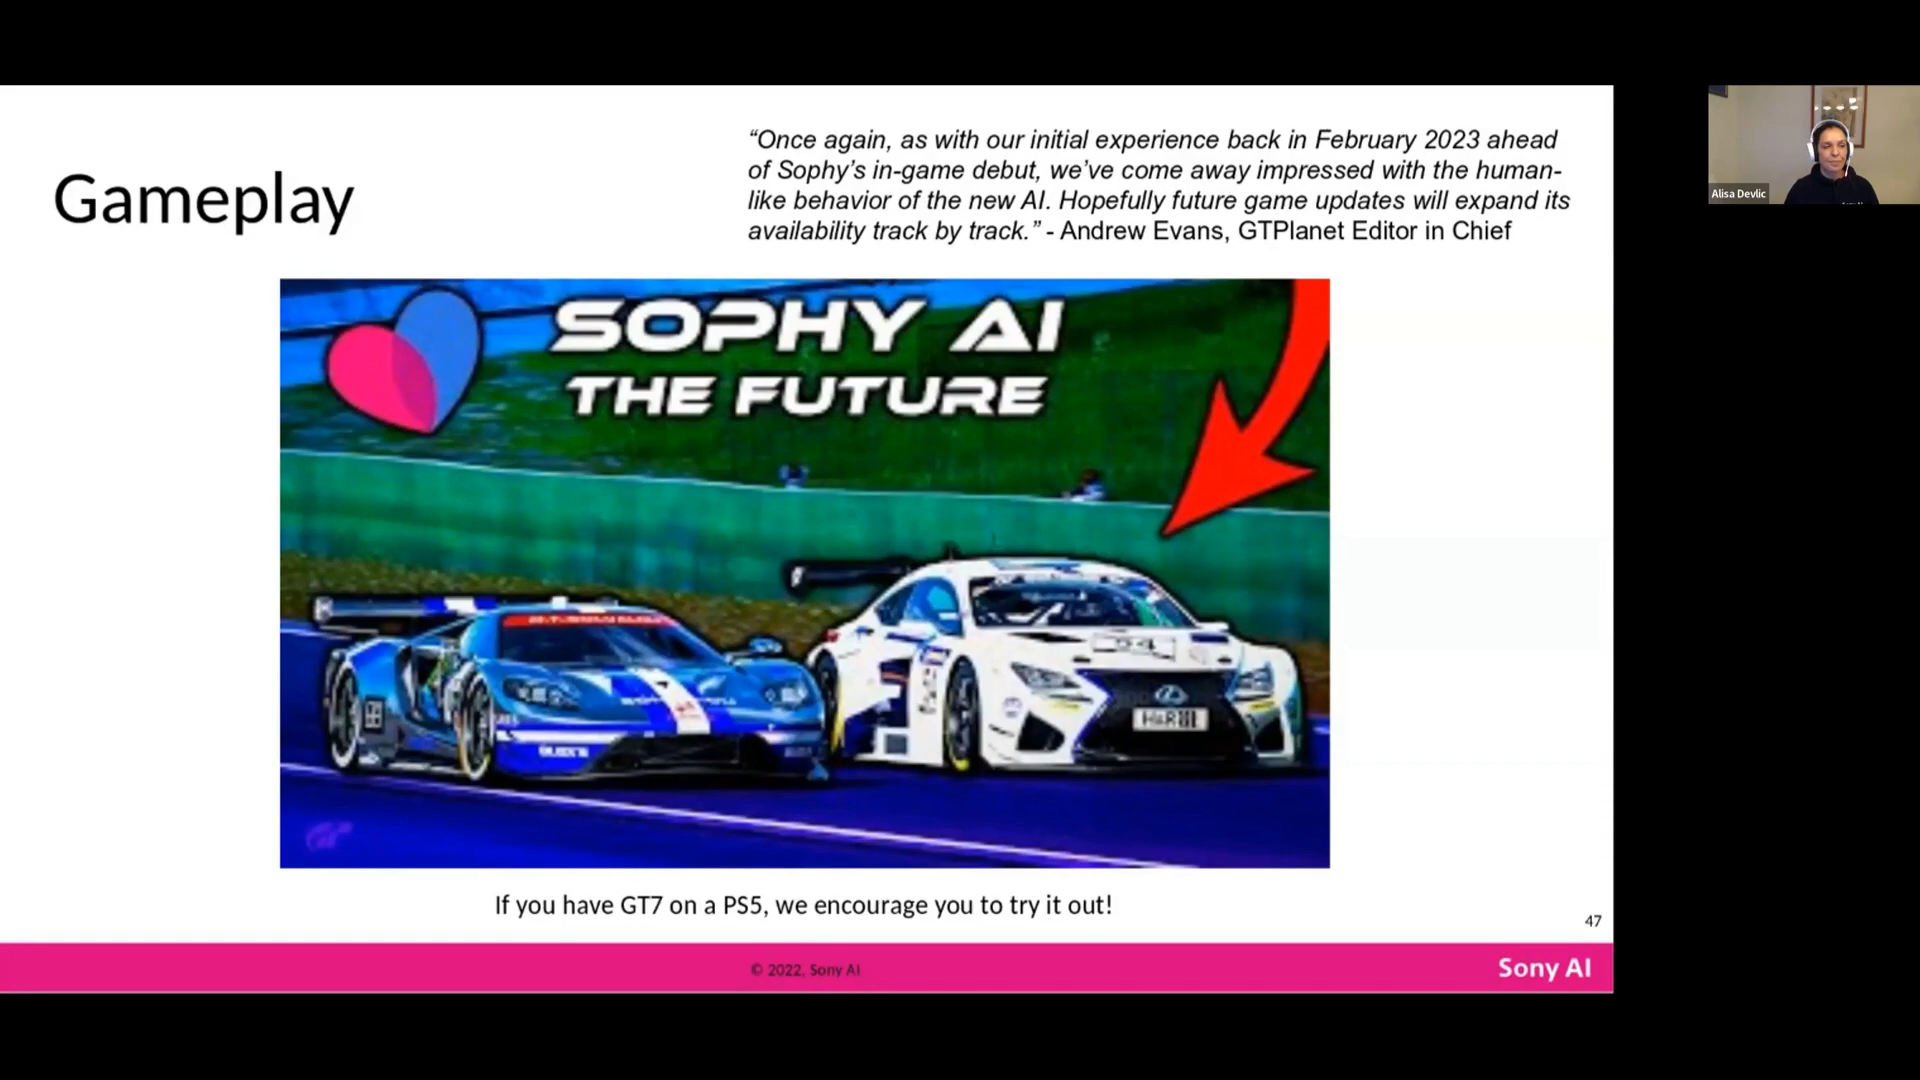 Gameplay
“Once again, as with our initial experience back in February 2023 ahead
of Sophy’s in-game debut, we’ve come away impressed with the human-
like behavior of the new AI. Hopefully future game updates will expand its
availability track by track.” - Andrew Evans, GTPlanet Editor in Chief
Alisa Devlic
SOPHY AI
THE FUTURE
If you have GT7 on a PS5, we encourage you to try it out!
47
© 2022, Sony AI
Sony AI